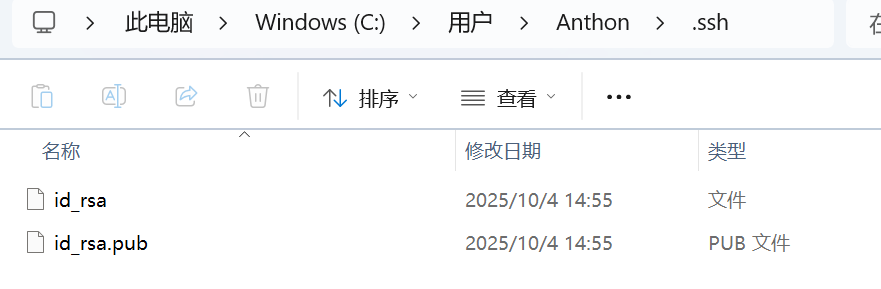 此电脑 > Windows (C:) > 用户 > Anthon > .ssh
排序 查看 •••
名称 修改日期 类型
id_rsa 2025/10/4 14:55 文件
id_rsa.pub 2025/10/4 14:55 PUB 文件